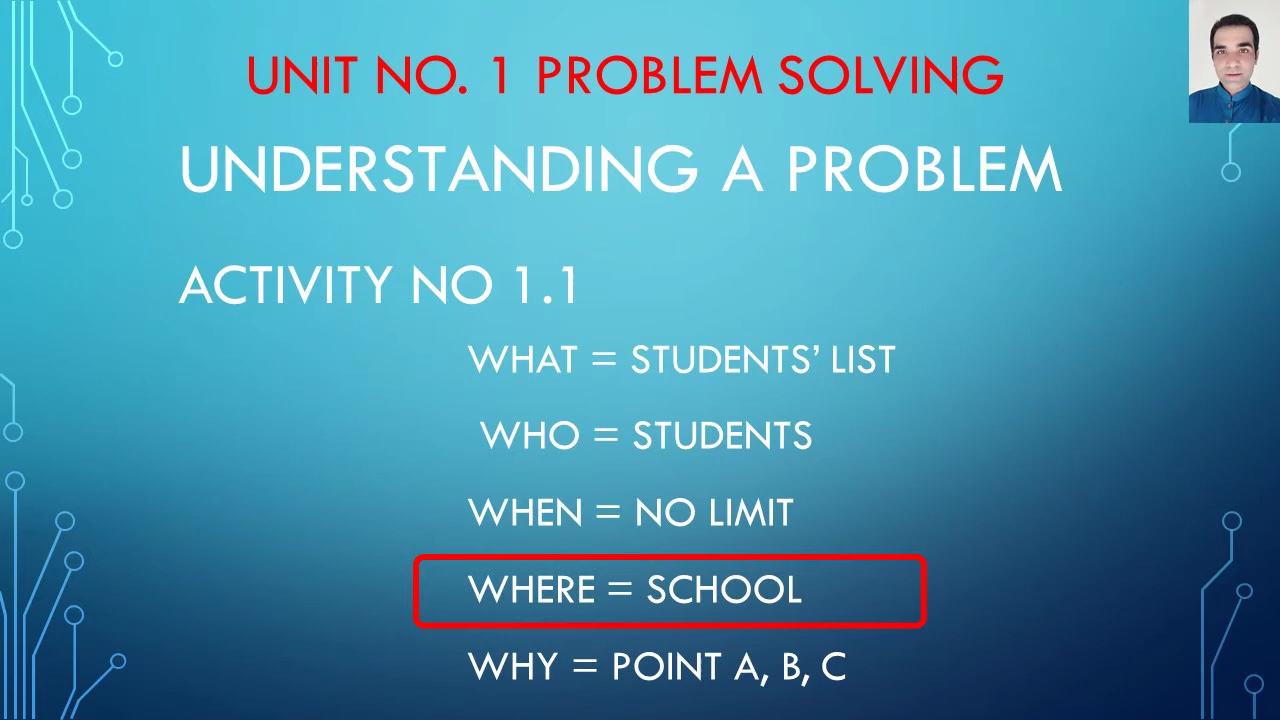 UNIT NO. 1 PROBLEM SOLVING
UNDERSTANDING A PROBLEM
ACTIVITY NO 1.1
WHAT = STUDENTS’ LIST
WHO = STUDENTS
WHEN = NO LIMIT
WHERE = SCHOOL
WHY = POINT A, B, C